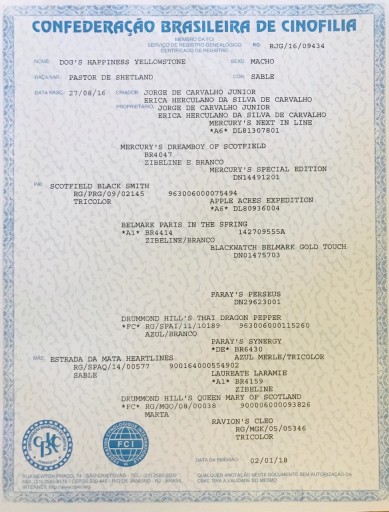 CONFEDERAÇÃO BRASILEIRA DE CINOFILIA
MEMBRO DA FCI
SERVIÇO DE REGISTRO GENEALÓGICO
CERTIFICADO DE REGISTRO
RG: RJG/16/09434
NOME: DOG'S HAPPINESS YELLOWSTONE
SEXO: MACHO
RAÇA: PASTOR DE SHETLAND
COR: SABLE
DATA NASC: 27/08/16
CRIADOR: JORGE DE CARVALHO JUNIOR
ERICA HERCULANO DA SILVA DE CARVALHO
PROPRIETÁRIO: JORGE DE CARVALHO JUNIOR
ERICA HERCULANO DA SILVA DE CARVALHO
MERCURY'S NEXT IN LINE
*A6* DL81307801
MERCURY'S DREAMBOY OF SCOTFIELD
BR4047
ZIBELINE E BRANCO
MERCURY'S SPECIAL EDITION
DN14491201
PAI: SCOTFIELD BLACK SMITH
RG/PRG/09/02145 963006000075494
TRICOLOR
APPLE ACRES EXPEDITION
*A6* DL80936004
BELMARK PARIS IN THE SPRING
*A1* BR4414 142709555A
ZIBELINE/BRANCO
BLACKWATCH BELMARK GOLD TOUCH
DN01475703
PARAY'S PERSEUS
DN29623001
DRUMMOND HILL'S THAI DRAGON PEPPER
*FC* RG/SPAI/11/10189 963006000115260
AZUL/BRANCO
PARAY'S SYNERGY
*DE* BR6430
AZUL MERLE/TRICOLOR
MÃE: ESTRADA DA MATA HEARTLINES
RG/SPAQ/14/00577 900164000554902
SABLE
LAUREATE LARAMIE
*A1* BR4159
ZIBELINE
DRUMMOND HILL'S QUEEN MARY OF SCOTLAND
*FC* RG/MGO/08/00038 900006000093826
MARTA
RAVION'S CLEO
RG/MGK/05/05346
TRICOLOR
CBKC
FCI
DATA DA EMISSÃO: 02/01/18
QUALQUER ANOTAÇÃO NESTE DOCUMENTO SEM AUTORIZAÇÃO DA
CBKC TIRA A VALIDADE DO MESMO